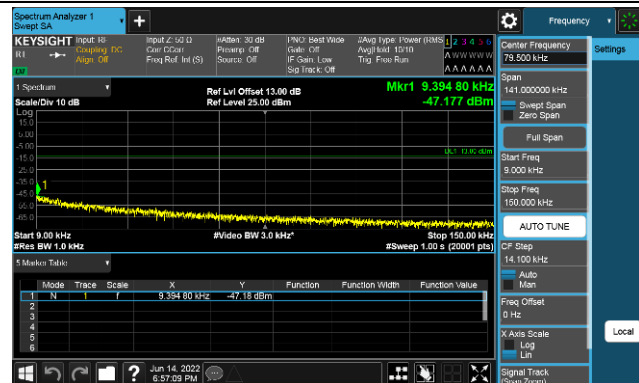 Spectrum Analyzer 1
Swept SA
Frequency
KEYSIGHT Input: RF Input Z: 50 Ω #Atten: 30 dB PNO: Best Wide #Avg Type: Power (RMS 1 2 3 4 5 6
Coupling: DC Corr CCorr Preamp: Off Gate: Off Avg|Hold: 10/10 A W W W W W
Align: Off Freq Ref: Int (S) Source: Off IF Gain: Low Trig: Free Run A A A A A A
Sig Track: Off
Center Frequency
79.500 kHz
Settings
1 Spectrum
Ref Lvl Offset 13.00 dB
Mkr1 9.394 80 kHz
Scale/Div 10 dB
Ref Level 25.00 dBm
-47.177 dBm
Log
15.0
5.00
-5.00
-15.0
-25.0
-35.0
-45.0
-55.0
-65.0
DL1 -13.00 dBm
1
Start 9.00 kHz
#Video BW 3.0 kHz*
Stop 150.00 kHz
#Res BW 1.0 kHz
#Sweep 1.00 s (20001 pts)
Span
141.000000 kHz
Swept Span
Zero Span
Full Span
Start Freq
9.000 kHz
Stop Freq
150.000 kHz
AUTO TUNE
CF Step
14.100 kHz
Auto
Man
Freq Offset
0 Hz
X Axis Scale
Log
Lin
Signal Track
(Span Zoom)
Local
5 Marker Table
Mode Trace Scale X Y Function Function Width Function Value
1 N 1 f 9.394 80 kHz -47.18 dBm
2
3
4
5
6
? Jun 14, 2022
6:57:09 PM